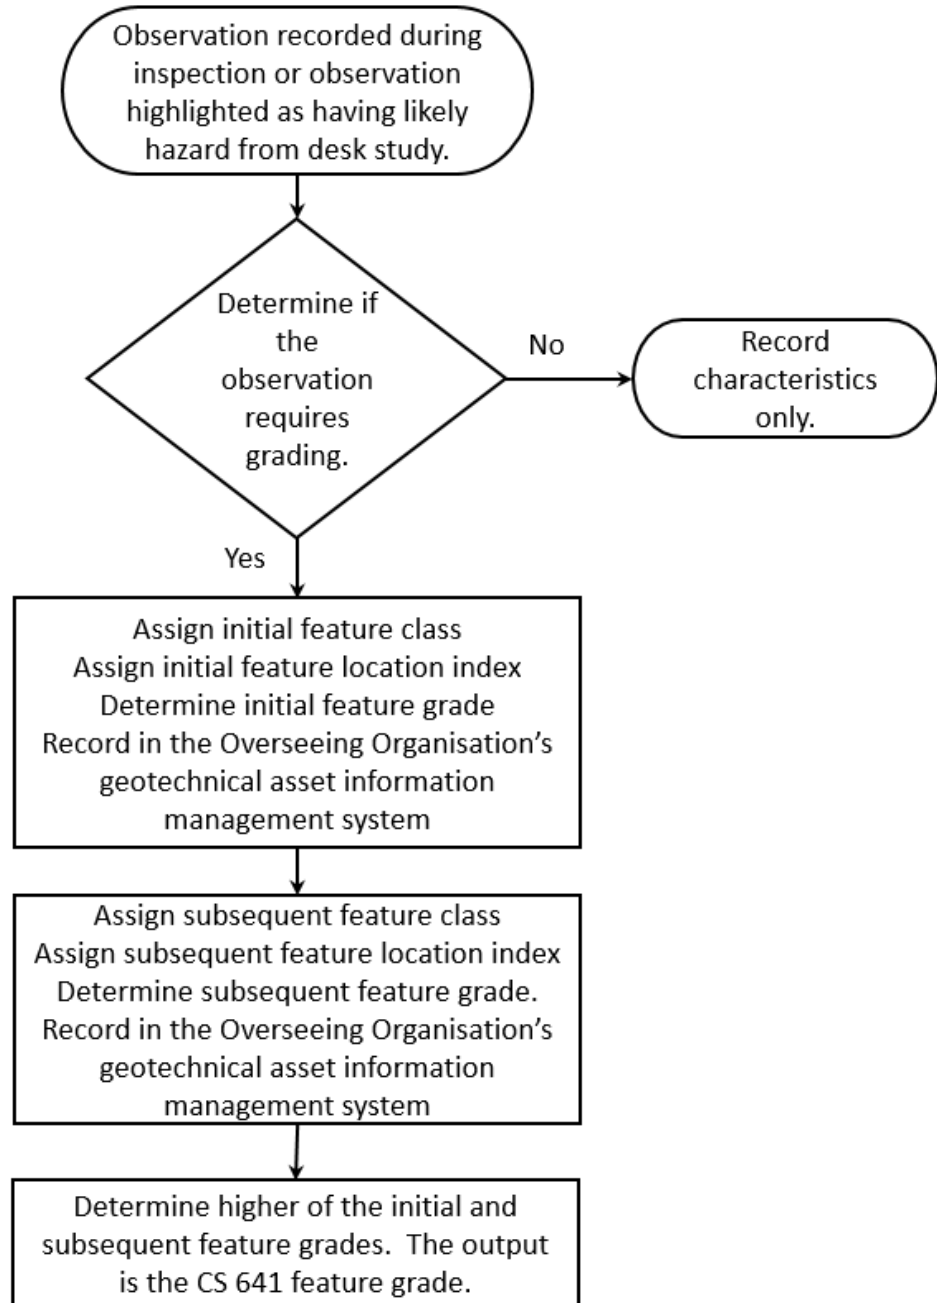 Observation recorded during
inspection or observation
highlighted as having likely
hazard from desk study.
Determine if
the
observation
requires
grading.
No
Record
characteristics
only.
Yes
Assign initial feature class
Assign initial feature location index
Determine initial feature grade
Record in the Overseeing Organisation’s
geotechnical asset information
management system
Assign subsequent feature class
Assign subsequent feature location index
Determine subsequent feature grade.
Record in the Overseeing Organisation’s
geotechnical asset information
management system
Determine higher of the initial and
subsequent feature grades.  The output
is the CS 641 feature grade.